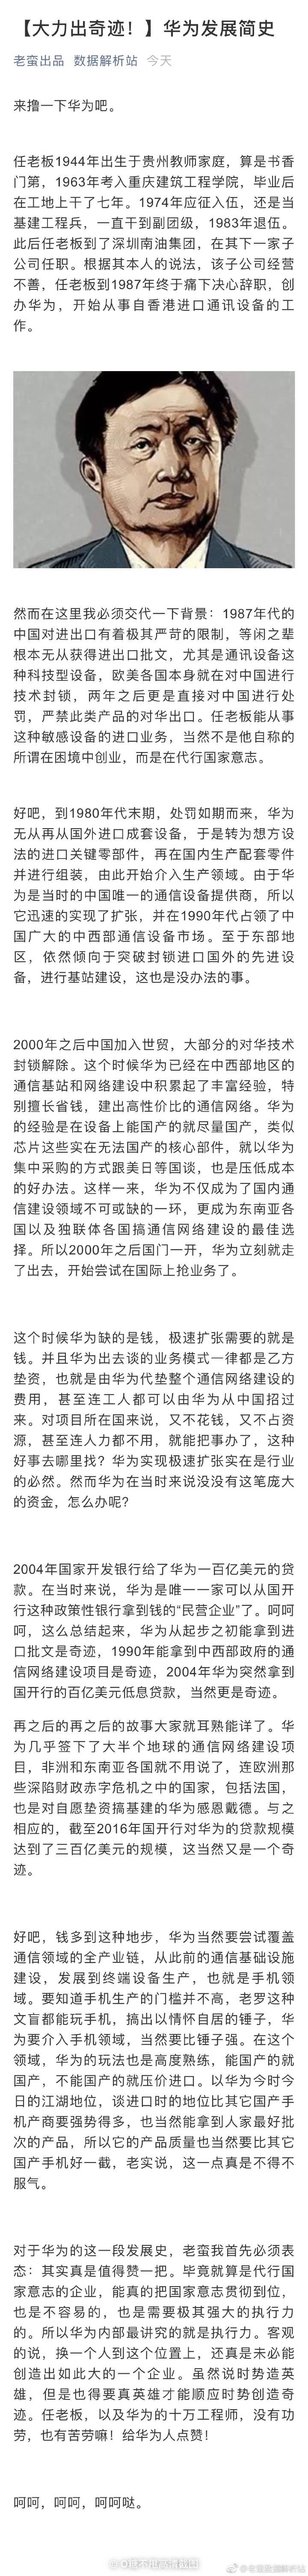 【大力出奇迹！】华为发展简史
老蛮出品 数据解析站 今天
来撸一下华为吧。
任老板1944年出生于贵州教师家庭，算是书香
门第，1963年考入重庆建筑工程学院，毕业后
在工地上干了七年。1974年应征入伍，还是当
基建工程兵，一直干到副团级，1983年退伍。
此后任老板到了深圳南油集团，在其下一家子
公司任职。根据其本人的说法，该子公司经营
不善，任老板到1987年终于痛下决心辞职，创
办华为，开始从事自香港进口通讯设备的工
作。
然而在这里我必须交代一下背景：1987年代的
中国对进出口有着极其严苛的限制，等闲之辈
根本无从获得进出口批文，尤其是通讯设备这
种科技型设备，欧美各国本身就在对中国进行
技术封锁，两年之后更是直接对中国进行处
罚，严禁此类产品的对华出口。任老板能从事
这种敏感设备的进口业务，当然不是他自称的
所谓在困境中创业，而是在代行国家意志。
好吧，到1980年代末期，处罚如期而来，华为
无从再从国外进口成套设备，于是转为想方设
法的进口关键零部件，再在国内生产配套零件
并进行组装，由此开始介入生产领域。由于华
为是当时的中国唯一的通信设备提供商，所以
它迅速的实现了扩张，并在1990年代占领了中
国广大的中西部通信设备市场。至于东部地
区，依然倾向于突破封锁进口国外的先进设
备，进行基站建设，这也是没办法的事。
2000年之后中国加入世贸，大部分的对华技术
封锁解除。这个时候华为已经在中西部地区的
通信基站和网络建设中积累起了丰富经验，特
别擅长省钱，建出高性价比的通信网络。华为
的经验是在设备上能国产的就尽量国产，类似
芯片这些实在无法国产的核心部件，就以华为
集中采购的方式跟美日等国谈，也是压低成本
的好办法。这样一来，华为不仅成为了国内通
信建设领域不可或缺的一环，更成为东南亚各
国以及独联体各国搞通信网络建设的最佳选
择。所以2000年之后国门一开，华为立刻就走
了出去，开始尝试在国际上抢业务了。
这个时候华为缺的是钱，极速扩张需要的就是
钱。并且华为出去谈的业务模式一律都是乙方
垫资，也就是由华为代垫整个通信网络建设的
费用，甚至连工人都可以由华为从中国招过
来。对项目所在国来说，又不花钱，又不占资
源，甚至连人力都不用，就能把事办了，这种
好事去哪里找？华为实现极速扩张实在是行业
的必然。然而华为在当时来说没没有这笔庞大
的资金，怎么办呢？
2004年国家开发银行给了华为一百亿美元的贷
款。在当时来说，华为是唯一一家可以从国开
行这种政策性银行拿到钱的“民营企业”了。呵呵
呵，这么总结起来，华为从起步之初能拿到进
口批文是奇迹，1990年能拿到中西部政府的通
信网络建设项目是奇迹，2004年华为突然拿到
国开行的百亿美元低息贷款，当然更是奇迹。
再之后的再之后的故事大家就耳熟能详了。华
为几乎签下了大半个地球的通信网络建设项
目，非洲和东南亚各国就不用说了，连欧洲那
些深陷财政赤字危机之中的国家，包括法国，
也是对自愿垫资搞基建的华为感恩戴德。与之
相应的，截至2016年国开行对华为的贷款规模
达到了三百亿美元的规模，这当然又是一个奇
迹。
好吧，钱多到这种地步，华为当然要尝试覆盖
通信领域的全产业链，从此前的通信基础设施
建设，发展到终端设备生产，也就是手机领
域。要知道手机生产的门槛并不高，老罗这种
文盲都能玩手机，搞出以情怀自居的锤子，华
为要介入手机领域，当然要比锤子强。在这个
领域，华为的玩法也是高度熟练，能国产的就
国产，不能国产的就压价进口。以华为今时今
日的江湖地位，谈进口时的地位比其它国产手
机产商要强势得多，也当然能拿到人家最好批
次的产品，所以它的产品质量也当然要比其它
国产手机好一截，老实说，这一点真是不得不
服气。
对于华为的这一段发展史，老蛮我首先必须表
态：其实真是值得赞一把。毕竟就算是代行国
家意志的企业，能真的把国家意志贯彻到位，
也是不容易的，也是需要极其强大的执行力
的。所以华为内部最讲究的就是执行力。客观
的说，换一个人到这个位置上，还真是未必能
创造出如此大的一个企业。虽然说时势造英
雄，但是也得要真英雄才能顺应时势创造奇
迹。任老板，以及华为的十万工程师，没有功
劳，也有苦劳嘛！给华为人点赞！
呵呵，呵呵，呵呵哒。